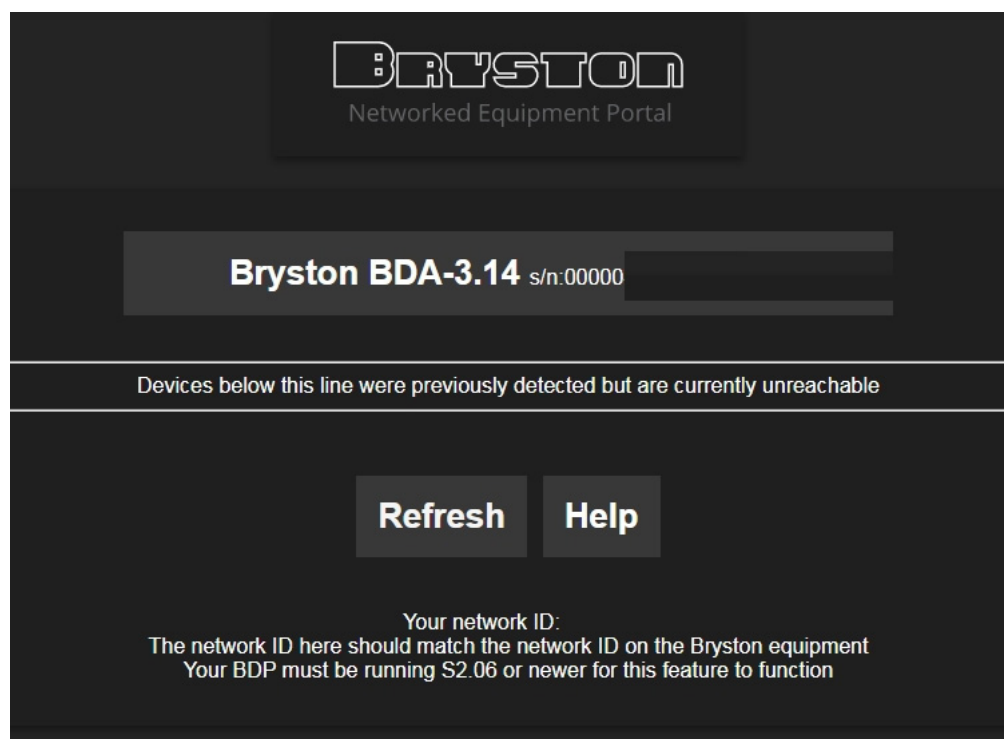 BRYSTON
Networked Equipment Portal
Bryston BDA-3.14 s/n:00000
Devices below this line were previously detected but are currently unreachable
Refresh Help
Your network ID:
The network ID here should match the network ID on the Bryston equipment
Your BDP must be running S2.06 or newer for this feature to function